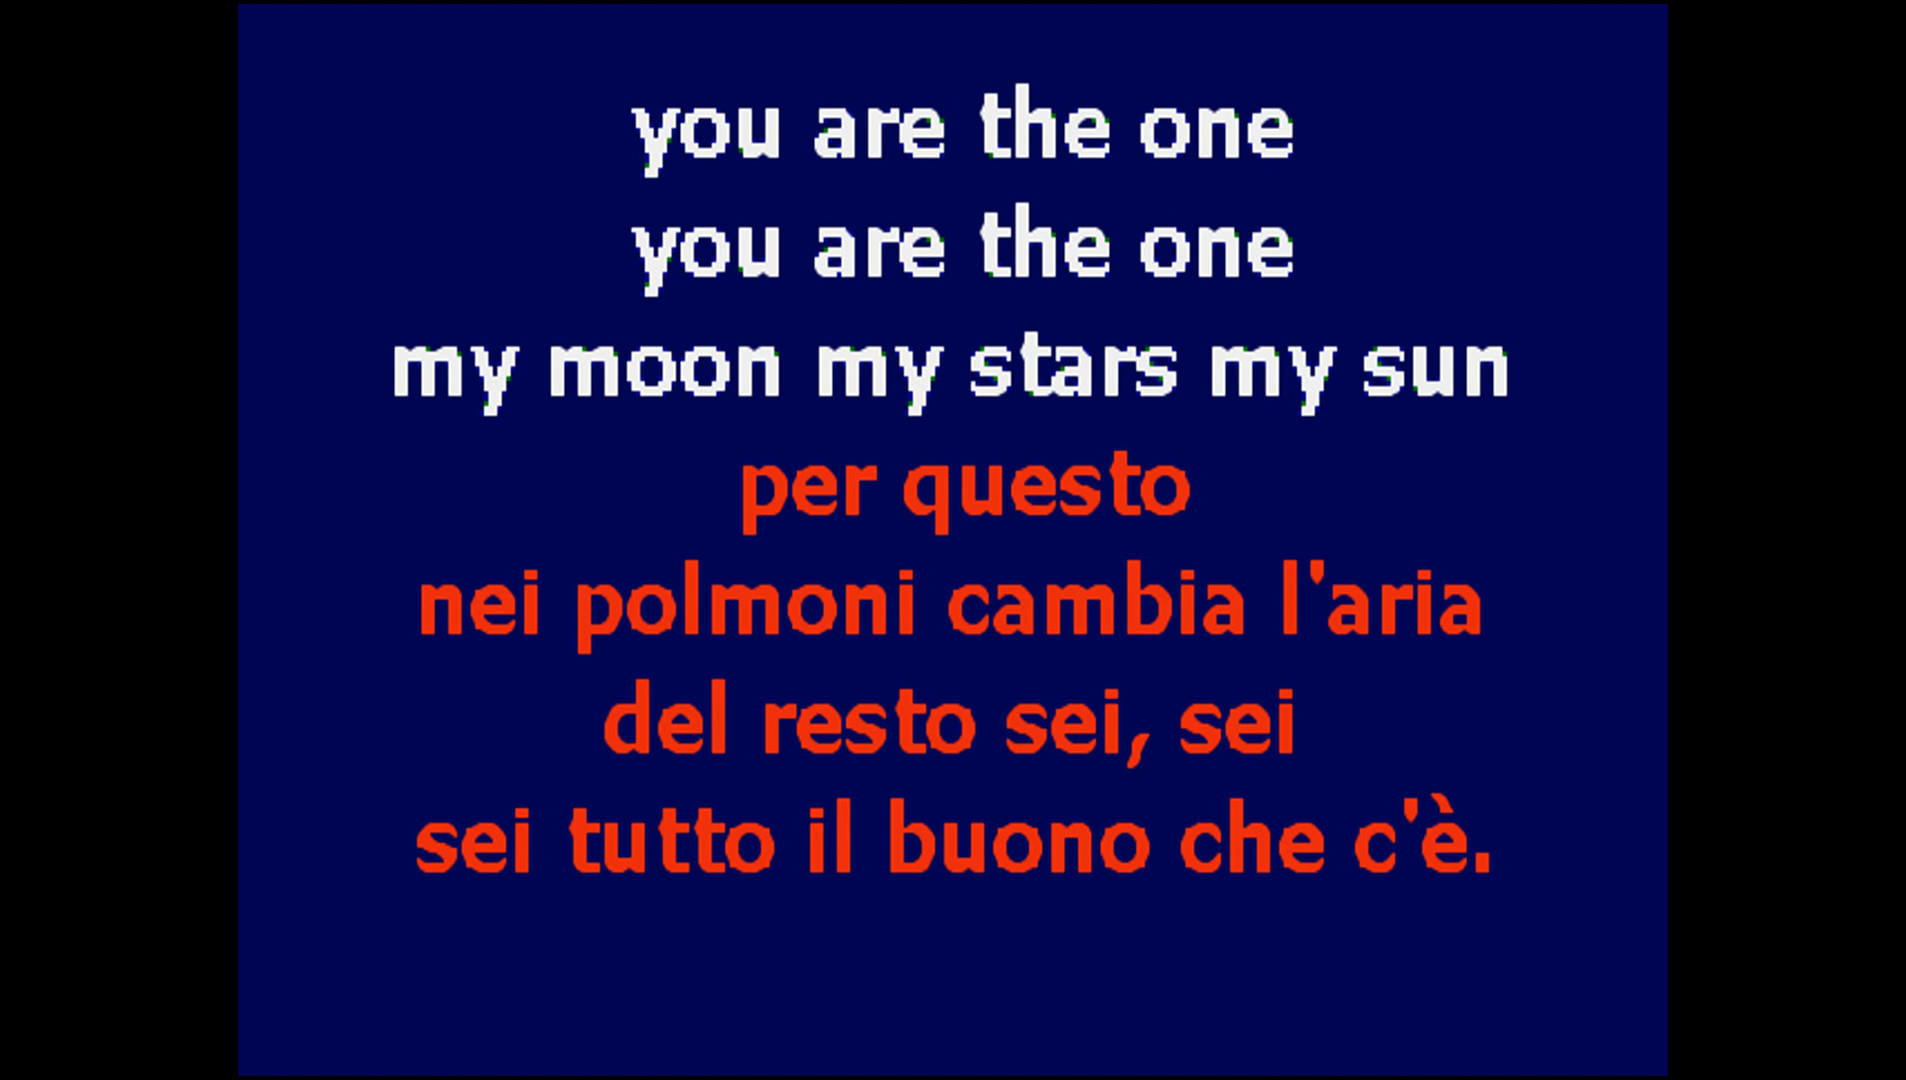 you are the one
you are the one
my moon my stars my sun
per questo
nei polmoni cambia l'aria
del resto sei, sei
sei tutto il buono che c'è.